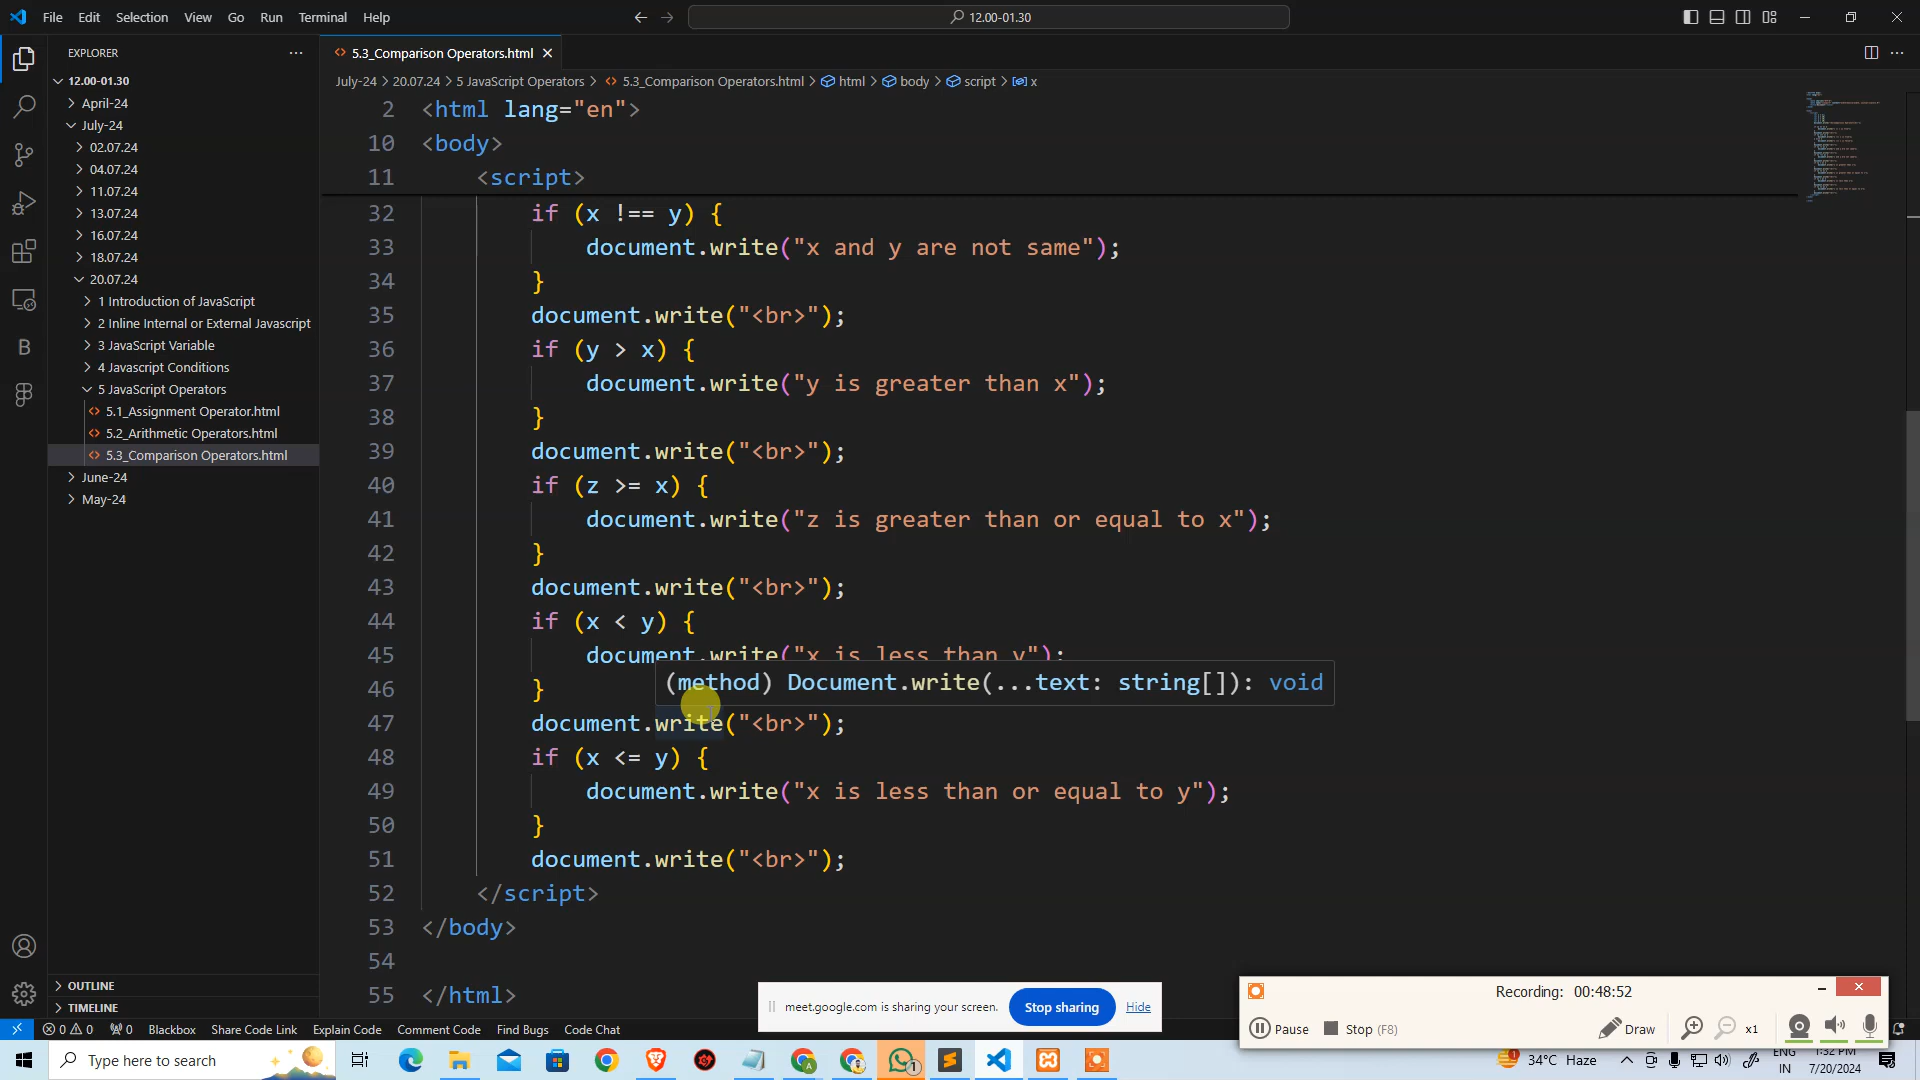 File Edit Selection View Go Run Terminal Help
12.00-01.30
EXPLORER
5.3_Comparison Operators.html
12.00-01.30
April-24
July-24
02.07.24
04.07.24
11.07.24
13.07.24
16.07.24
18.07.24
20.07.24
1 Introduction of JavaScript
2 Inline Internal or External Javascript
3 JavaScript Variable
4 Javascript Conditions
5 JavaScript Operators
5.1_Assignment Operator.html
5.2_Arithmetic Operators.html
5.3_Comparison Operators.html
June-24
May-24
OUTLINE
TIMELINE
July-24 > 20.07.24 > 5 JavaScript Operators > 5.3_Comparison Operators.html > html > body > script > x
2 <html lang="en">
10 <body>
11 <script>
32 if (x !== y) {
33 document.write("x and y are not same");
34 }
35 document.write("<br>");
36 if (y > x) {
37 document.write("y is greater than x");
38 }
39 document.write("<br>");
40 if (z >= x) {
41 document.write("z is greater than or equal to x");
42 }
43 document.write("<br>");
44 if (x < y) {
45 document.write("x is less than y");
(method) Document.write(...text: string[]): void
46 }
47 document.write("<br>");
48 if (x <= y) {
49 document.write("x is less than or equal to y");
50 }
51 document.write("<br>");
52 </script>
53 </body>
54
55 </html>
meet.google.com is sharing your screen. Stop sharing Hide
Recording: 00:48:52
Pause Stop (F8) Draw x1
0 0 0 Blackbox Share Code Link Explain Code Comment Code Find Bugs Code Chat
Type here to search
34°C Haze
ENG
IN
1:32 PM
7/20/2024